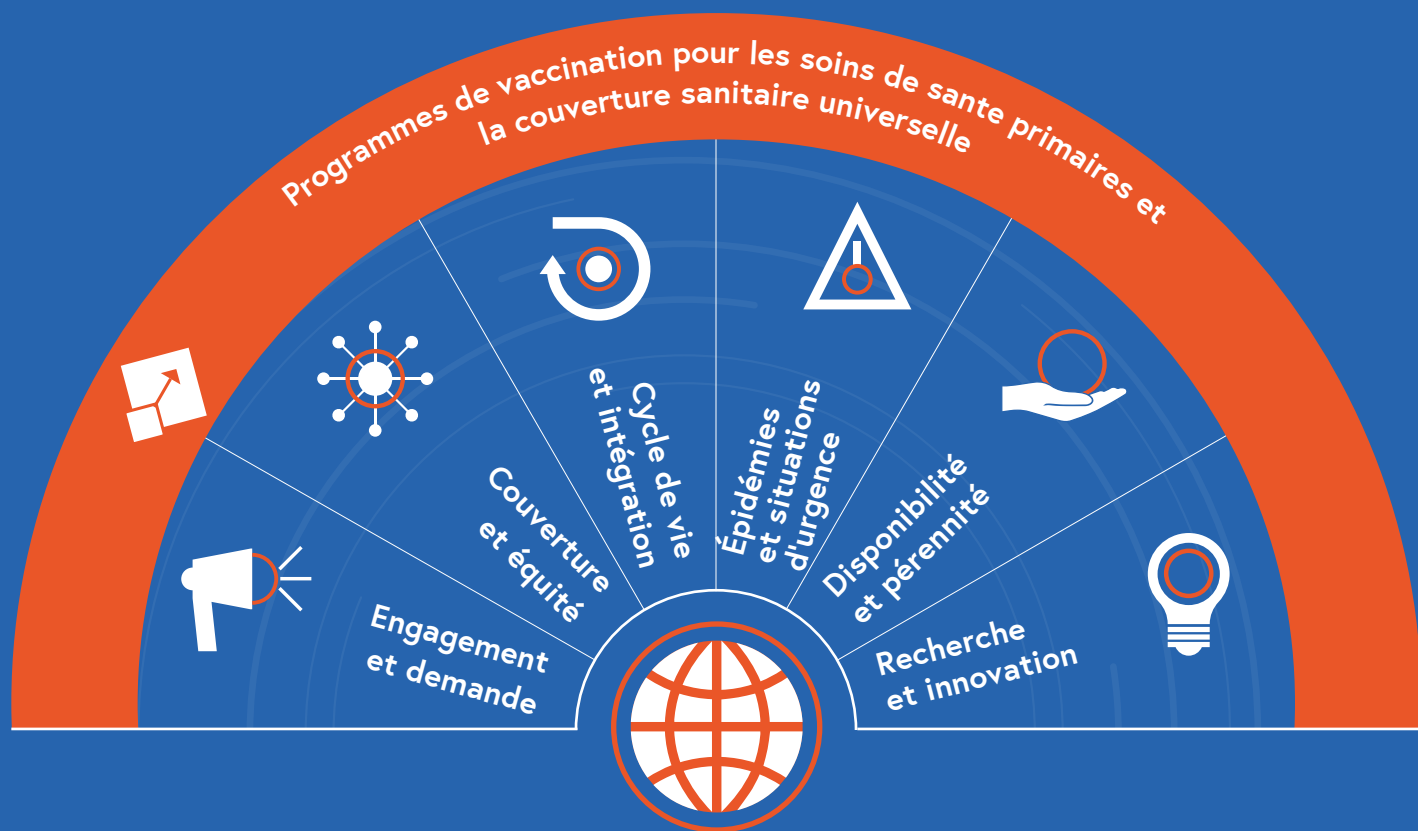 Programmes de vaccination pour les soins de sante primaires et
la couverture sanitaire universelle
Engagement
et demande
Couverture
et équité
Cycle de vie
et intégration
Épidémies
et situations
d'urgence
Disponibilité
et pérennité
Recherche
et innovation